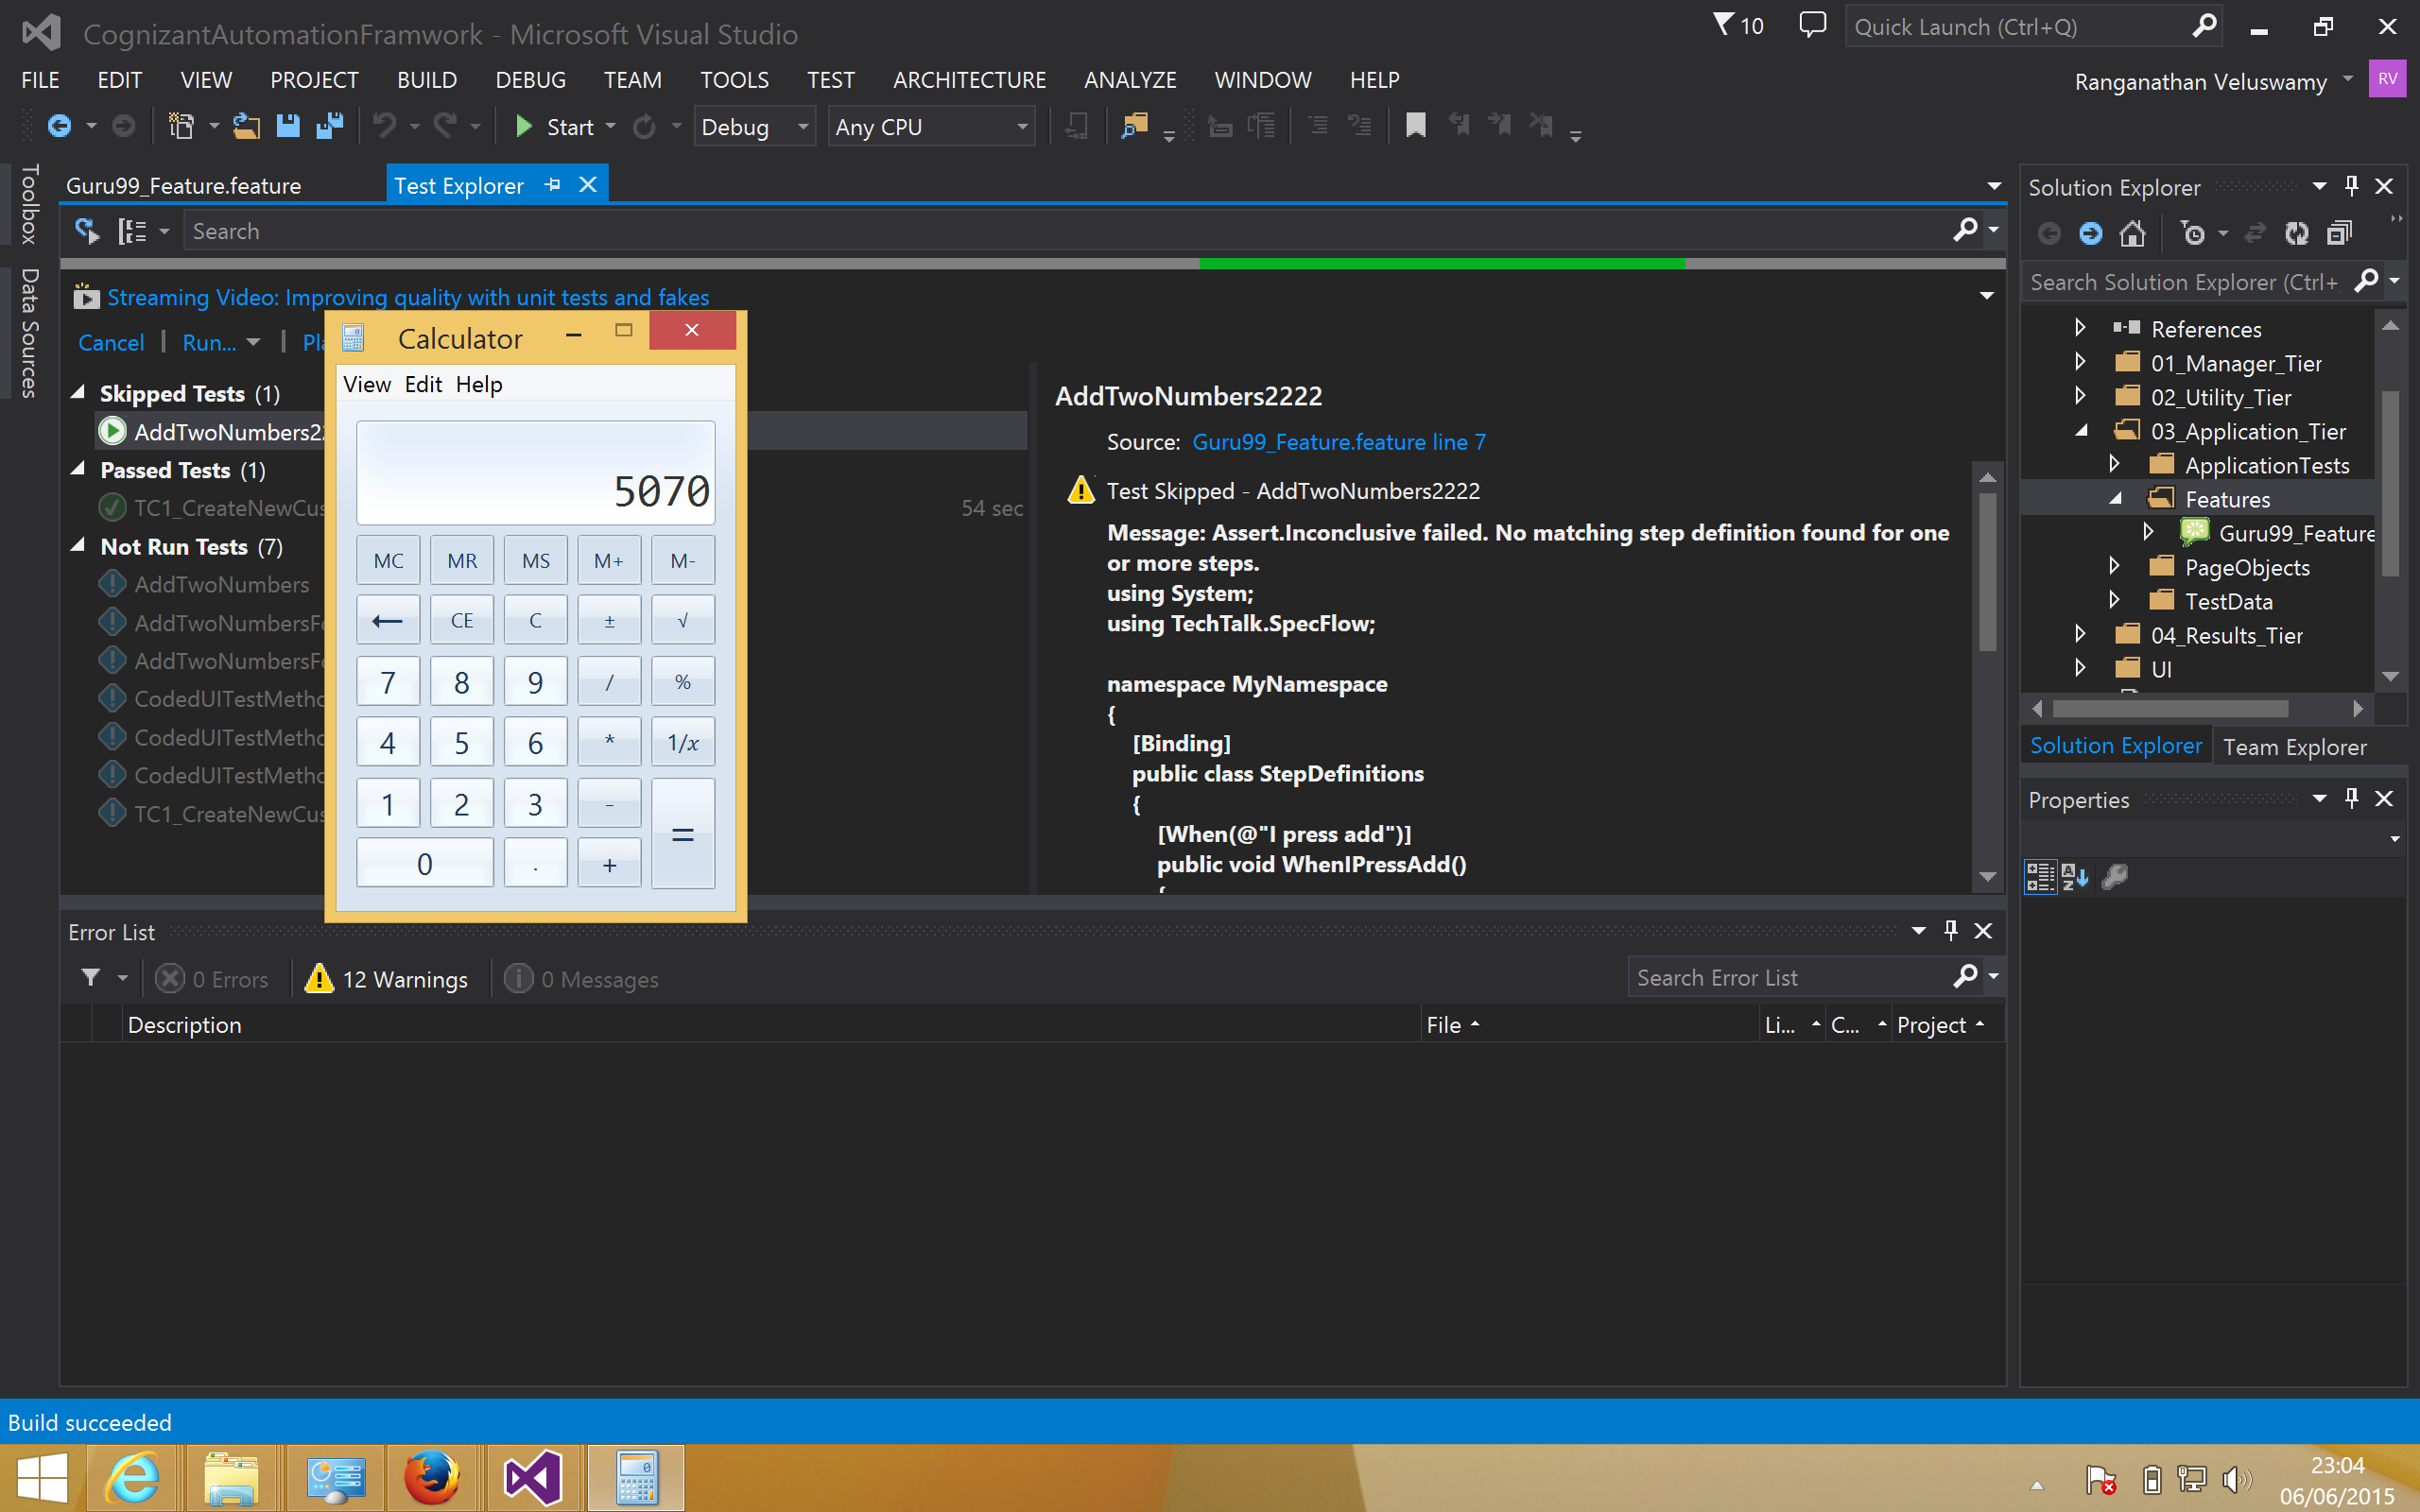 CognizantAutomationFramwork - Microsoft Visual Studio
10
Quick Launch (Ctrl+Q)
FILE EDIT VIEW PROJECT BUILD DEBUG TEAM TOOLS TEST ARCHITECTURE ANALYZE WINDOW HELP
Ranganathan Veluswamy
RV
Start
Debug
Any CPU
Toolbox
Data Sources
Guru99_Feature.feature
Test Explorer
Search
Streaming Video: Improving quality with unit tests and fakes
Cancel | Run... |
Skipped Tests (1)
AddTwoNumbers22
Passed Tests (1)
TC1_CreateNewCus
54 sec
Not Run Tests (7)
AddTwoNumbers
AddTwoNumbersFo
AddTwoNumbersFo
CodedUITestMetho
CodedUITestMetho
CodedUITestMetho
TC1_CreateNewCus
Calculator
View Edit Help
5070
MC MR MS M+ M-
← CE C ± √
7 8 9 / %
4 5 6 * 1/x
1 2 3 -
=
0 . +
AddTwoNumbers2222
Source: Guru99_Feature.feature line 7
Test Skipped - AddTwoNumbers2222
Message: Assert.Inconclusive failed. No matching step definition found for one
or more steps.
using System;
using TechTalk.SpecFlow;
namespace MyNamespace
{
[Binding]
public class StepDefinitions
{
[When(@"I press add")]
public void WhenIPressAdd()
{
Solution Explorer
Search Solution Explorer (Ctrl+
References
01_Manager_Tier
02_Utility_Tier
03_Application_Tier
ApplicationTests
Features
Guru99_Feature
PageObjects
TestData
04_Results_Tier
UI
Solution Explorer Team Explorer
Properties
Error List
0 Errors
12 Warnings
0 Messages
Search Error List
Description File Li... C... Project
Build succeeded
23:04
06/06/2015